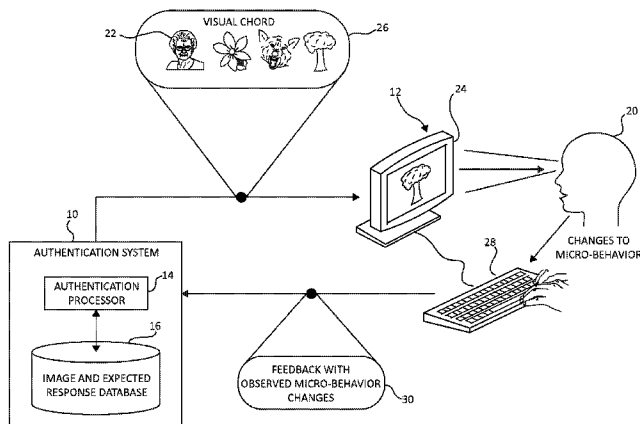 VISUAL CHORD
22
26
12
24
20
10
AUTHENTICATION SYSTEM
AUTHENTICATION
PROCESSOR
14
16
IMAGE AND EXPECTED
RESPONSE DATABASE
CHANGES TO
MICRO-BEHAVIOR
28
FEEDBACK WITH
OBSERVED MICRO-BEHAVIOR
CHANGES
30